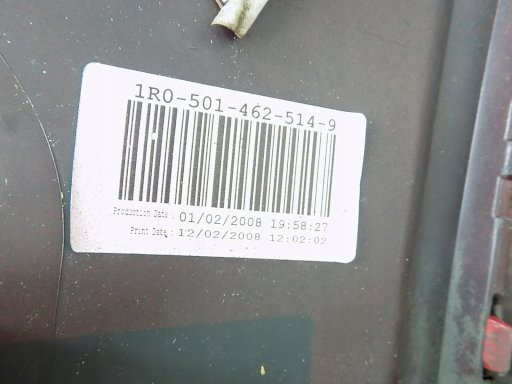 1R0-501-462-514-9
Production Date : 01/02/2008 19:58:27
Print Date : 12/02/2008 12:02:02